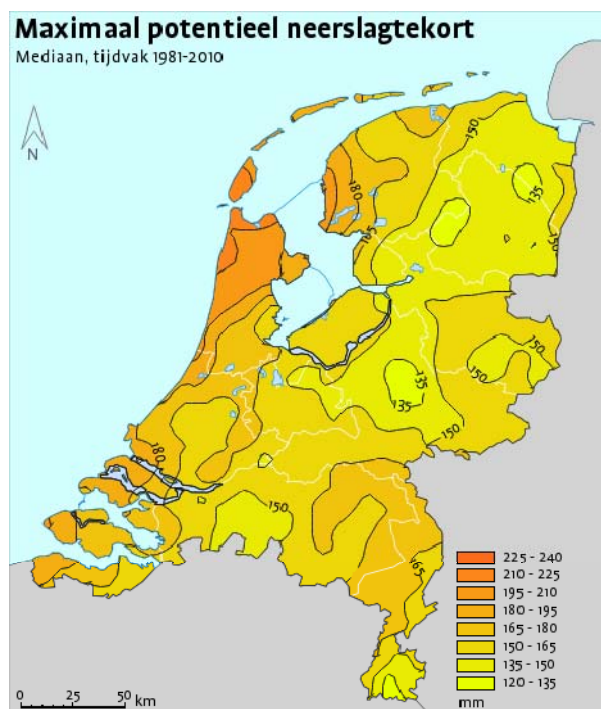 Maximaal potentieel neerslagtekort
Mediaan, tijdvak 1981-2010
N
150
180
135
165
150
150
135
135
150
180
150
165
225 - 240
210 - 225
195 - 210
180 - 195
165 - 180
150 - 165
135 - 150
120 - 135
mm
0 25 50 km